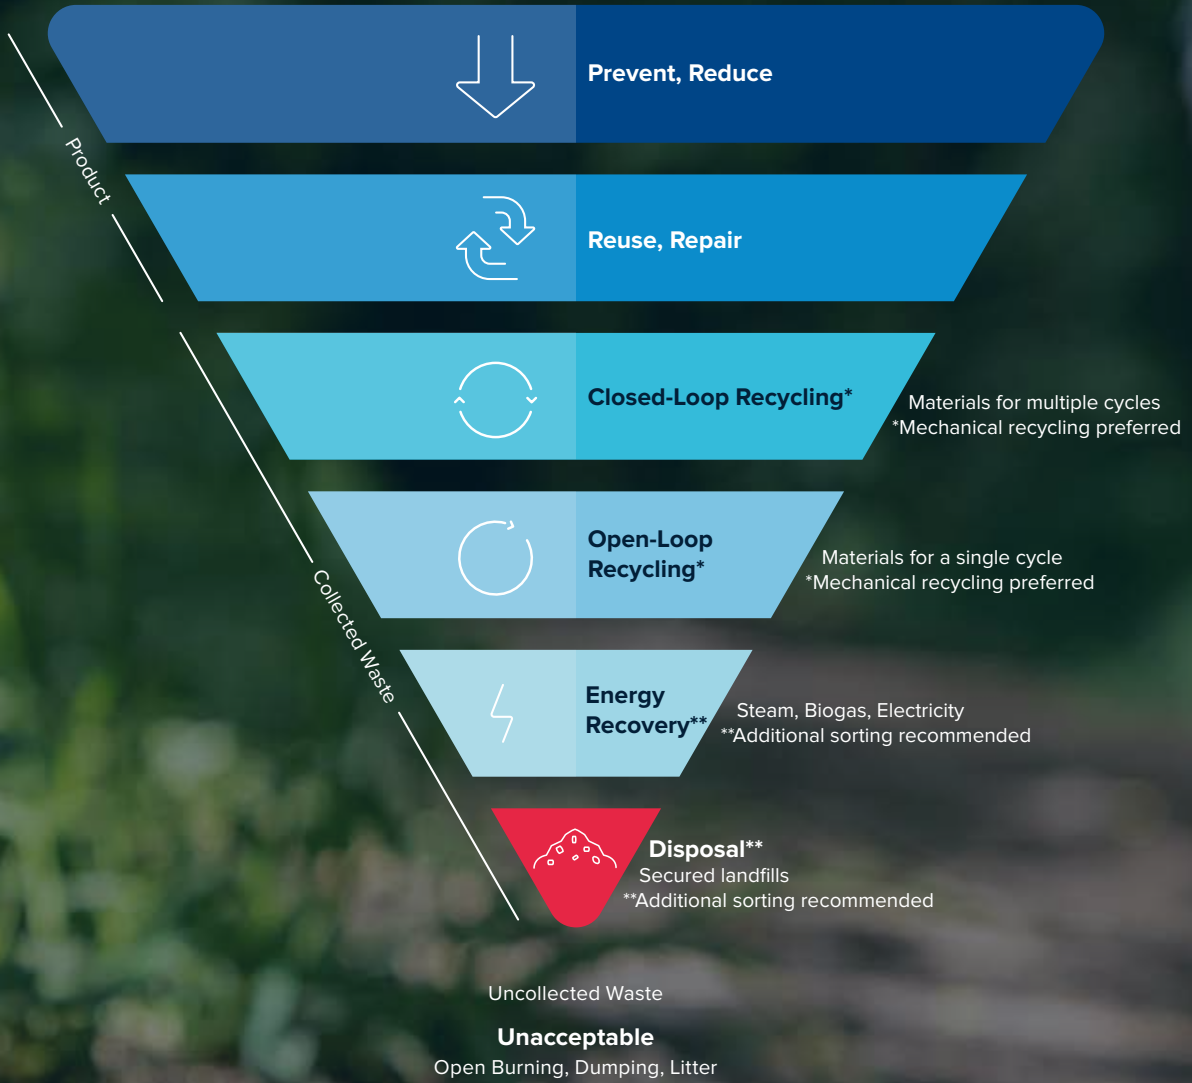 Prevent, Reduce
Product
Reuse, Repair
Closed-Loop Recycling*
Materials for multiple cycles
*Mechanical recycling preferred
Open-Loop
Recycling*
Materials for a single cycle
*Mechanical recycling preferred
Collected Waste
Energy
Recovery**
Steam, Biogas, Electricity
**Additional sorting recommended
Disposal**
Secured landfills
**Additional sorting recommended
Uncollected Waste
Unacceptable
Open Burning, Dumping, Litter